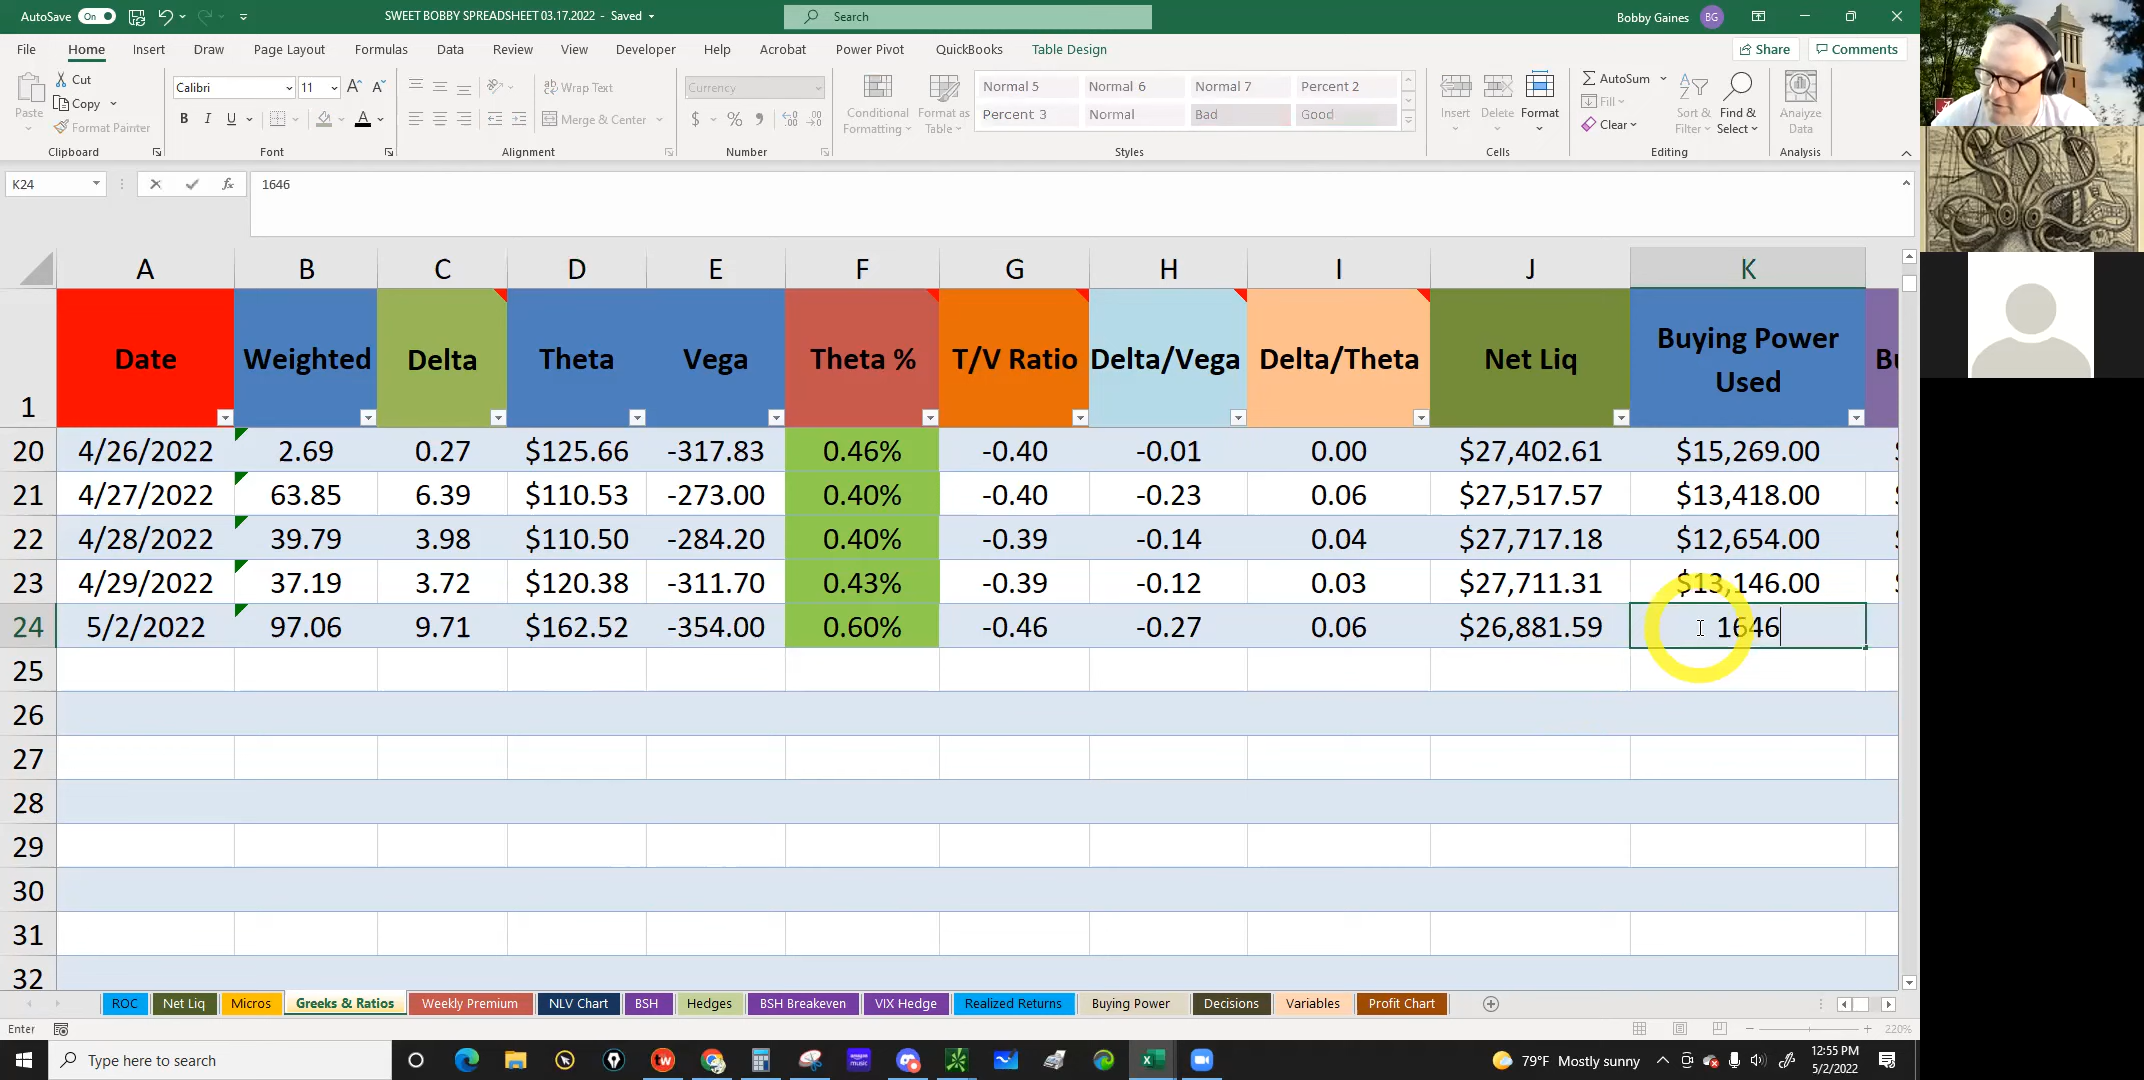 AutoSave On SWEET BOBBY SPREADSHEET 03.17.2022 - Saved Search Bobby Gaines BG
File Home Insert Draw Page Layout Formulas Data Review View Developer Help Acrobat Power Pivot QuickBooks Table Design Share Comments
Paste Cut Copy Format Painter Clipboard
Calibri 11 A A B I U A Font
Wrap Text Merge & Center Alignment
Currency $ % Number
Conditional Formatting Format as Table
Normal 5 Normal 6 Normal 7 Percent 2
Percent 3 Normal Bad Good
Styles
Insert Delete Format Cells
AutoSum Fill Clear Sort & Filter Find & Select Editing
Analyze Data Analysis
K24 fx 1646
A B C D E F G H I J K
1 Date Weighted Delta Theta Vega Theta % T/V Ratio Delta/Vega Delta/Theta Net Liq Buying Power Used Bu
20 4/26/2022 2.69 0.27 $125.66 -317.83 0.46% -0.40 -0.01 0.00 $27,402.61 $15,269.00
21 4/27/2022 63.85 6.39 $110.53 -273.00 0.40% -0.40 -0.23 0.06 $27,517.57 $13,418.00
22 4/28/2022 39.79 3.98 $110.50 -284.20 0.40% -0.39 -0.14 0.04 $27,717.18 $12,654.00
23 4/29/2022 37.19 3.72 $120.38 -311.70 0.43% -0.39 -0.12 0.03 $27,711.31 $13,146.00
24 5/2/2022 97.06 9.71 $162.52 -354.00 0.60% -0.46 -0.27 0.06 $26,881.59 1646
25
26
27
28
29
30
31
32
ROC Net Liq Micros Greeks & Ratios Weekly Premium NLV Chart BSH Hedges BSH Breakeven VIX Hedge Realized Returns Buying Power Decisions Variables Profit Chart
Enter 220%
Type here to search 79°F Mostly sunny 12:55 PM
5/2/2022